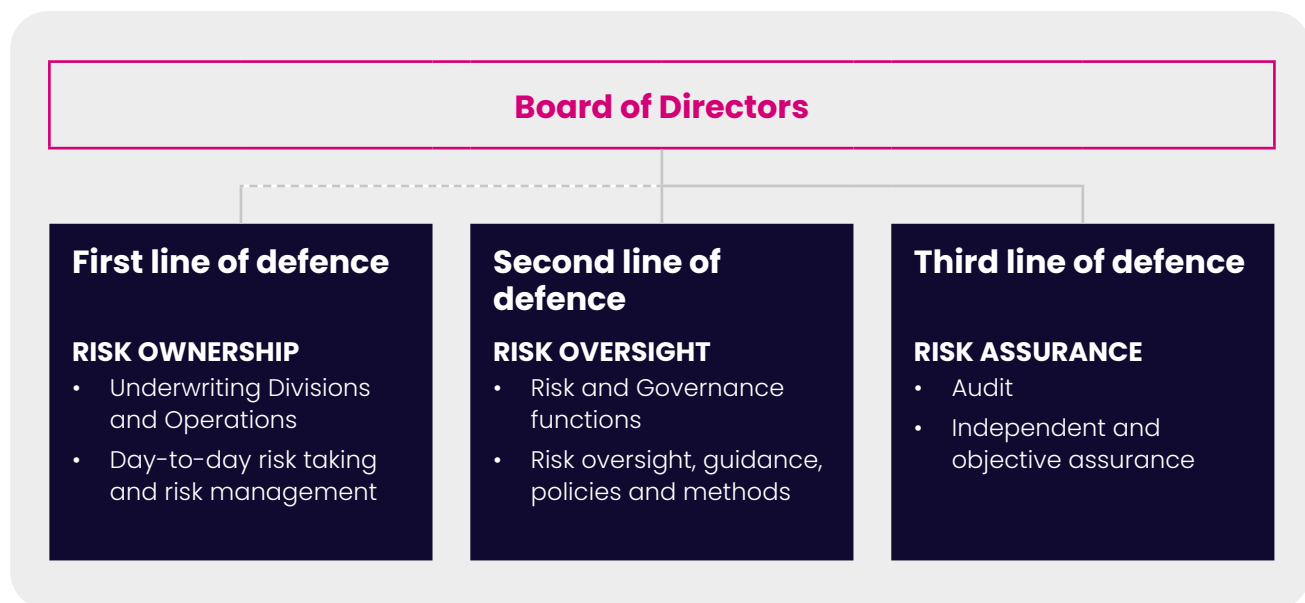 Board of Directors
First line of defence
RISK OWNERSHIP
• Underwriting Divisions
and Operations
• Day-to-day risk taking
and risk management
Second line of
defence
RISK OVERSIGHT
• Risk and Governance
functions
• Risk oversight, guidance,
policies and methods
Third line of defence
RISK ASSURANCE
• Audit
• Independent and
objective assurance